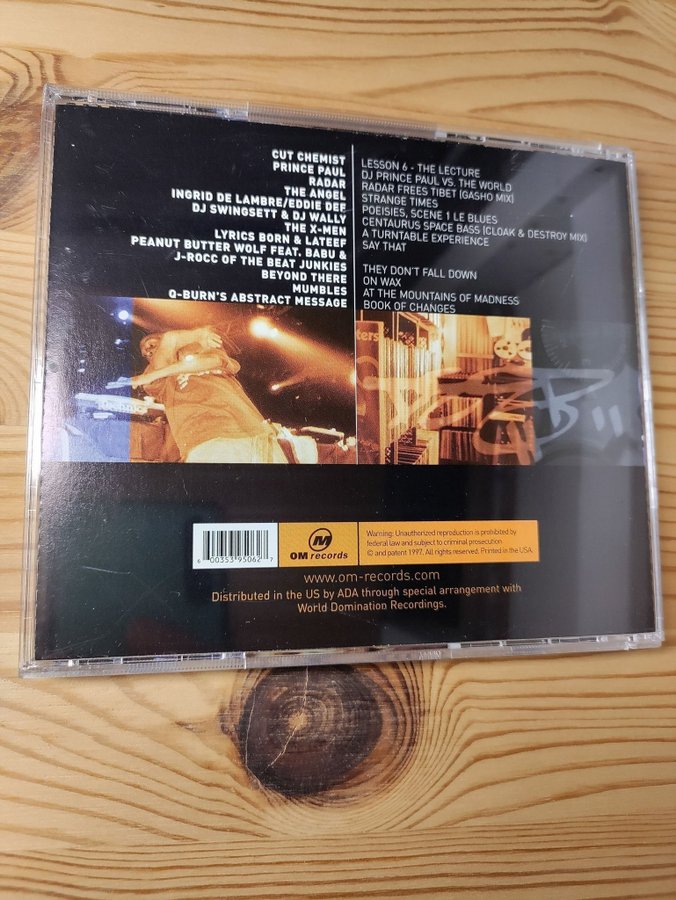 CUT CHEMIST
PRINCE PAUL
RADAR
THE ANGEL
INGRID DE LAMBRE/EDDIE DEF
DJ SWINGSETT & DJ WALLY
THE X-MEN
LYRICS BORN & LATEEF
PEANUT BUTTER WOLF FEAT. BABU &
J-ROCC OF THE BEAT JUNKIES
BEYOND THERE
MUMBLES
Q-BURN'S ABSTRACT MESSAGE
LESSON 6 - THE LECTURE
DJ PRINCE PAUL VS. THE WORLD
RADAR FREES TIBET (GASHO MIX)
STRANGE TIMES
POEISIES, SCENE 1 LE BLUES
CENTAURUS SPACE BASS (CLOAK & DESTROY MIX)
A TURNTABLE EXPERIENCE
SAY THAT
THEY DON'T FALL DOWN
ON WAX
AT THE MOUNTAINS OF MADNESS
BOOK OF CHANGES
ters
6 00353 95062 7
OM records
Warning: Unauthorized reproduction is prohibited by
federal law and subject to criminal prosecution
© and patent 1997. All rights reserved. Printed in the USA.
www.om-records.com
Distributed in the US by ADA through special arrangement with
World Domination Recordings.